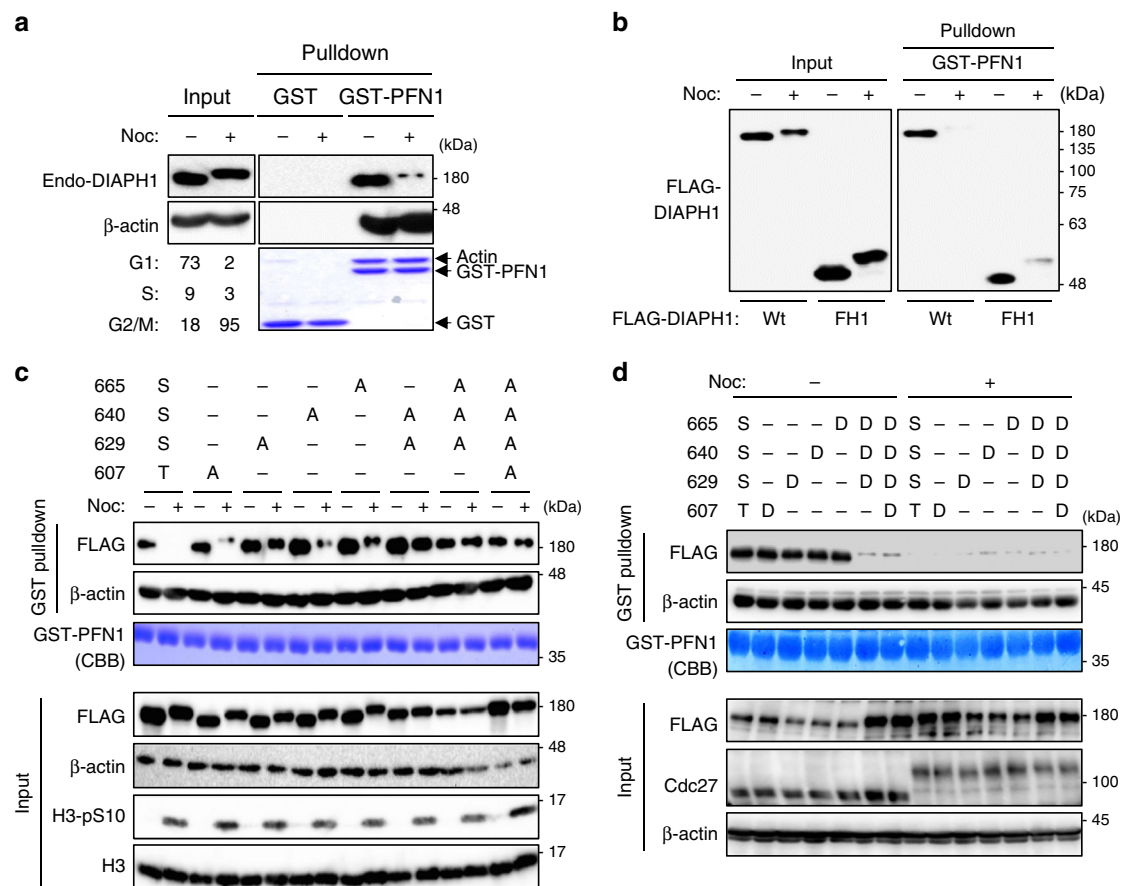 a
Pulldown
Input GST GST-PFN1
Noc: – + – + – + (kDa)
Endo-DIAPH1 180
β-actin 48
G1: 73 2 Actin
GST-PFN1
S: 9 3
G2/M: 18 95 GST
b
Pulldown
Input GST-PFN1
Noc: – + – + – + – + (kDa)
180
135
100
75
FLAG-
DIAPH1
63
48
FLAG-DIAPH1: Wt FH1 Wt FH1
c
665 S – – – A – A A
640 S – – A – A A A
629 S – A – – A A A
607 T A – – – – – A
Noc: – + – + – + – + – + – + – + – + (kDa)
GST pulldown
FLAG 180
β-actin 48
GST-PFN1
(CBB) 35
Input
FLAG 180
β-actin 48
H3-pS10 17
H3 17
d
Noc: – +
665 S – – – D D D S – – – D D D
640 S – – D – D D S – – D – D D
629 S – D – – D D S – D – – D D
607 T D – – – – D T D – – – – D (kDa)
GST pulldown
FLAG 180
β-actin 45
GST-PFN1
(CBB) 35
Input
FLAG 180
Cdc27 100
β-actin 45